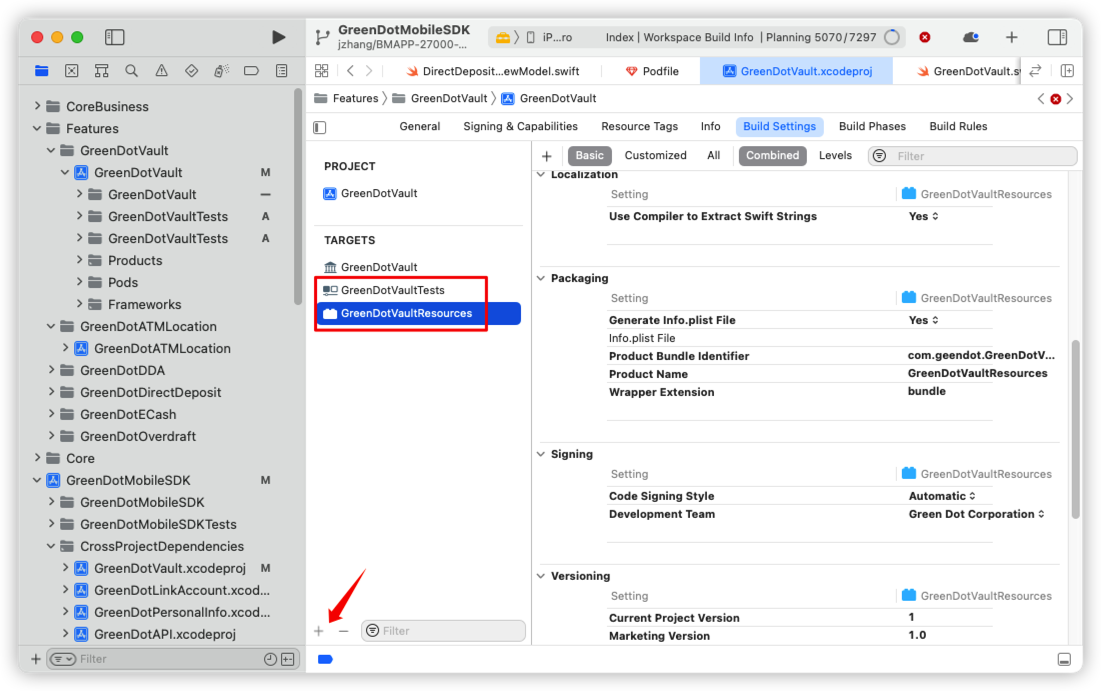 GreenDotMobileSDK
jzhang/BMAPP-27000-...
iP...ro
Index | Workspace Build Info | Planning 5070/7297
DirectDeposit...ewModel.swift
Podfile
GreenDotVault.xcodeproj
GreenDotVault.sw
Features
GreenDotVault
GreenDotVault
General
Signing & Capabilities
Resource Tags
Info
Build Settings
Build Phases
Build Rules
CoreBusiness
Features
GreenDotVault
GreenDotVault M
GreenDotVault —
GreenDotVaultTests A
GreenDotVaultTests A
Products
Pods
Frameworks
GreenDotATMLocation
GreenDotATMLocation
GreenDotDDA
GreenDotDirectDeposit
GreenDotECash
GreenDotOverdraft
Core
GreenDotMobileSDK M
GreenDotMobileSDK
GreenDotMobileSDKTests
CrossProjectDependencies
GreenDotVault.xcodeproj M
GreenDotLinkAccount.xcod...
GreenDotPersonalInfo.xcod...
GreenDotAPI.xcodeproj
Filter
PROJECT
GreenDotVault
TARGETS
GreenDotVault
GreenDotVaultTests
GreenDotVaultResources
Filter
Basic
Customized
All
Combined
Levels
Filter
Localization
Setting GreenDotVaultResources
Use Compiler to Extract Swift Strings Yes
Packaging
Setting GreenDotVaultResources
Generate Info.plist File Yes
Info.plist File
Product Bundle Identifier com.geendot.GreenDotV...
Product Name GreenDotVaultResources
Wrapper Extension bundle
Signing
Setting GreenDotVaultResources
Code Signing Style Automatic
Development Team Green Dot Corporation
Versioning
Setting GreenDotVaultResources
Current Project Version 1
Marketing Version 1.0